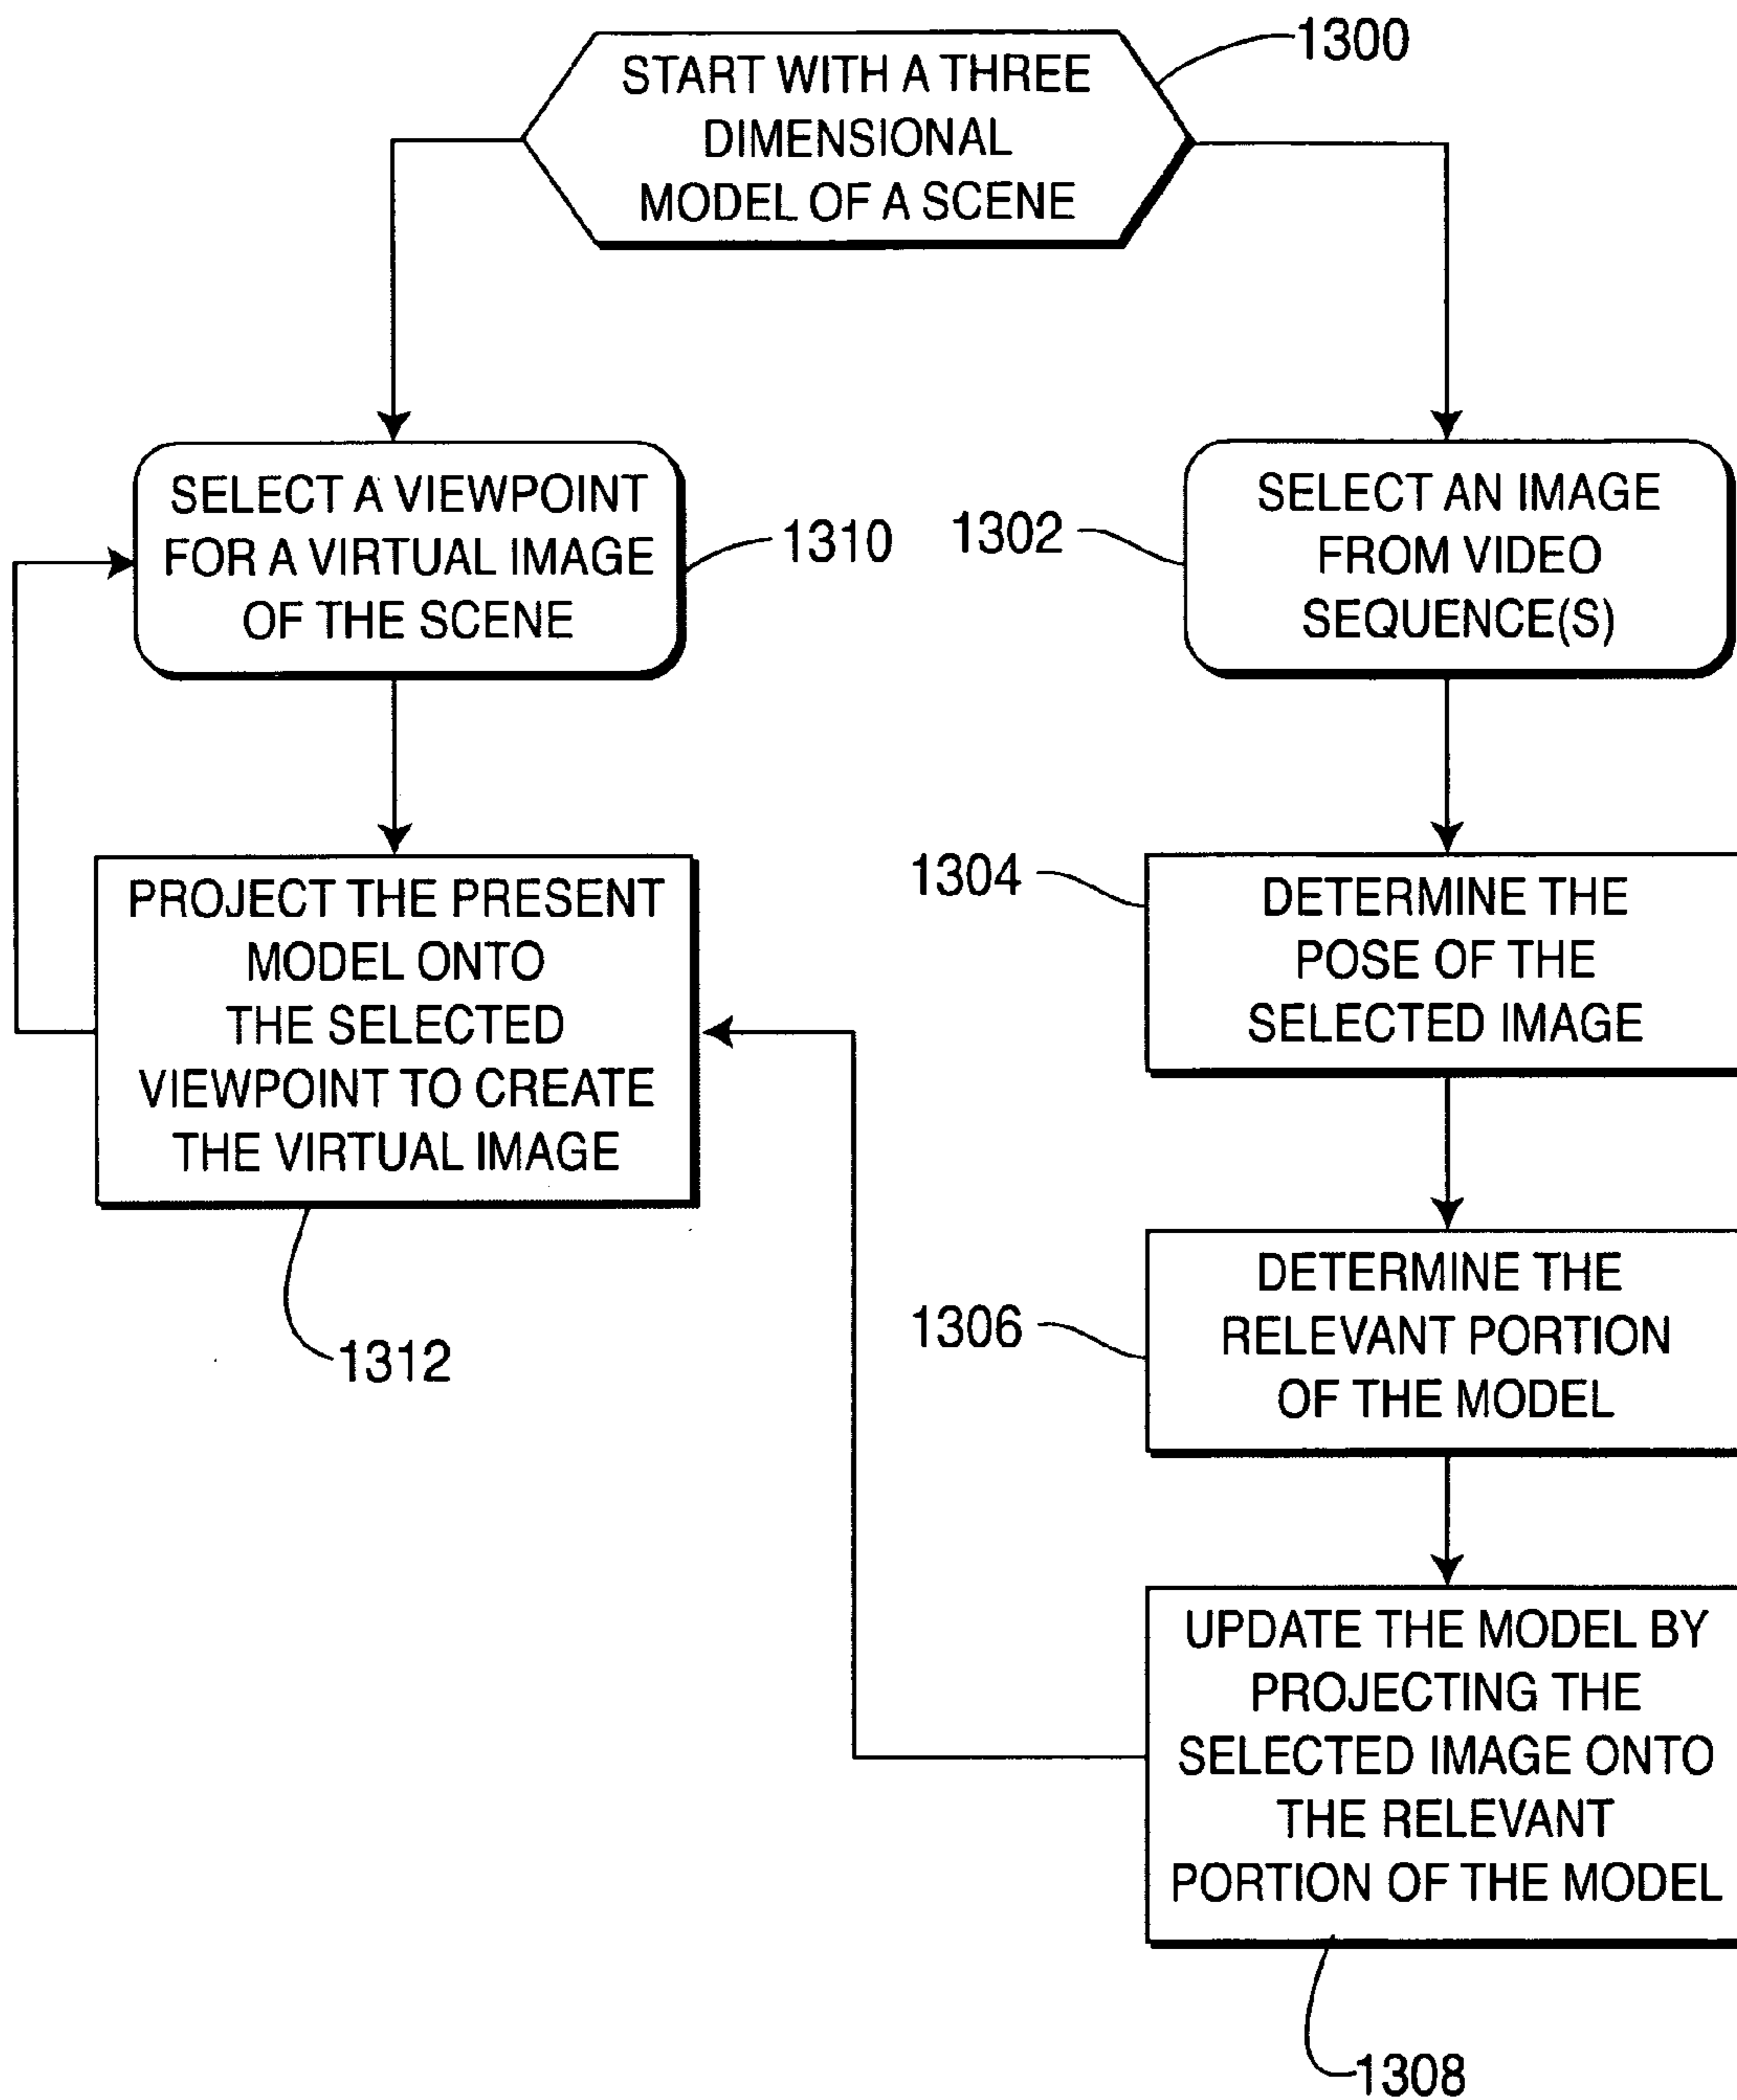 START WITH A THREE
DIMENSIONAL
MODEL OF A SCENE
1300
SELECT A VIEWPOINT
FOR A VIRTUAL IMAGE
OF THE SCENE
1310
1302
SELECT AN IMAGE
FROM VIDEO
SEQUENCE(S)
PROJECT THE PRESENT
MODEL ONTO
THE SELECTED
VIEWPOINT TO CREATE
THE VIRTUAL IMAGE
1312
1304
DETERMINE THE
POSE OF THE
SELECTED IMAGE
1306
DETERMINE THE
RELEVANT PORTION
OF THE MODEL
UPDATE THE MODEL BY
PROJECTING THE
SELECTED IMAGE ONTO
THE RELEVANT
PORTION OF THE MODEL
1308